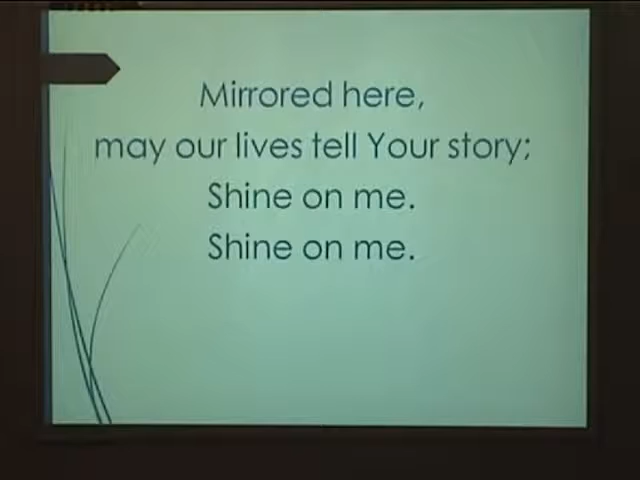 Mirrored here,
may our lives tell Your story;
Shine on me.
Shine on me.